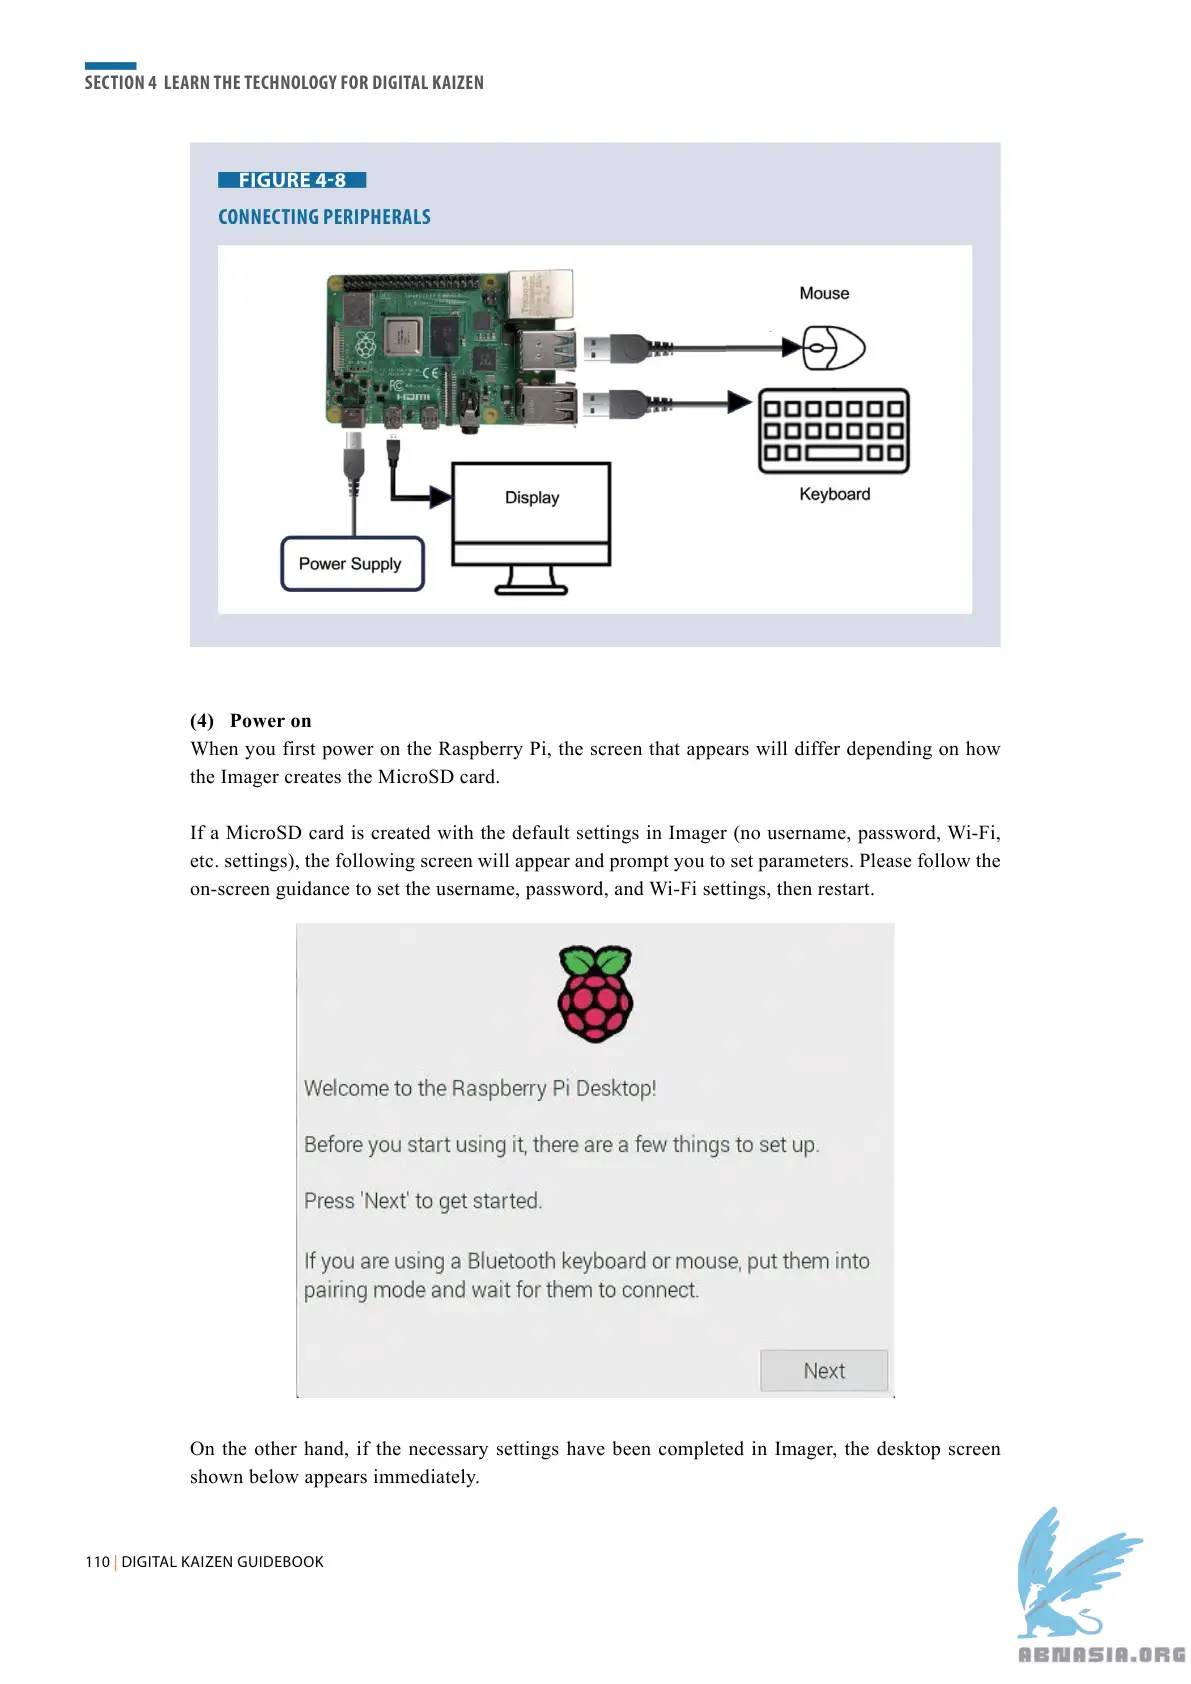 SECTION 4 LEARN THE TECHNOLOGY FOR DIGITAL KAIZEN
FIGURE 4-8
CONNECTING PERIPHERALS
Mouse
HDMI
FC CE
Keyboard
Display
Power Supply
(4) Power on
When you first power on the Raspberry Pi, the screen that appears will differ depending on how
the Imager creates the MicroSD card.
If a MicroSD card is created with the default settings in Imager (no username, password, Wi-Fi,
etc. settings), the following screen will appear and prompt you to set parameters. Please follow the
on-screen guidance to set the username, password, and Wi-Fi settings, then restart.
Welcome to the Raspberry Pi Desktop!
Before you start using it, there are a few things to set up.
Press 'Next' to get started.
If you are using a Bluetooth keyboard or mouse, put them into
pairing mode and wait for them to connect.
Next
On the other hand, if the necessary settings have been completed in Imager, the desktop screen
shown below appears immediately.
110 | DIGITAL KAIZEN GUIDEBOOK
ABNASIA.ORG